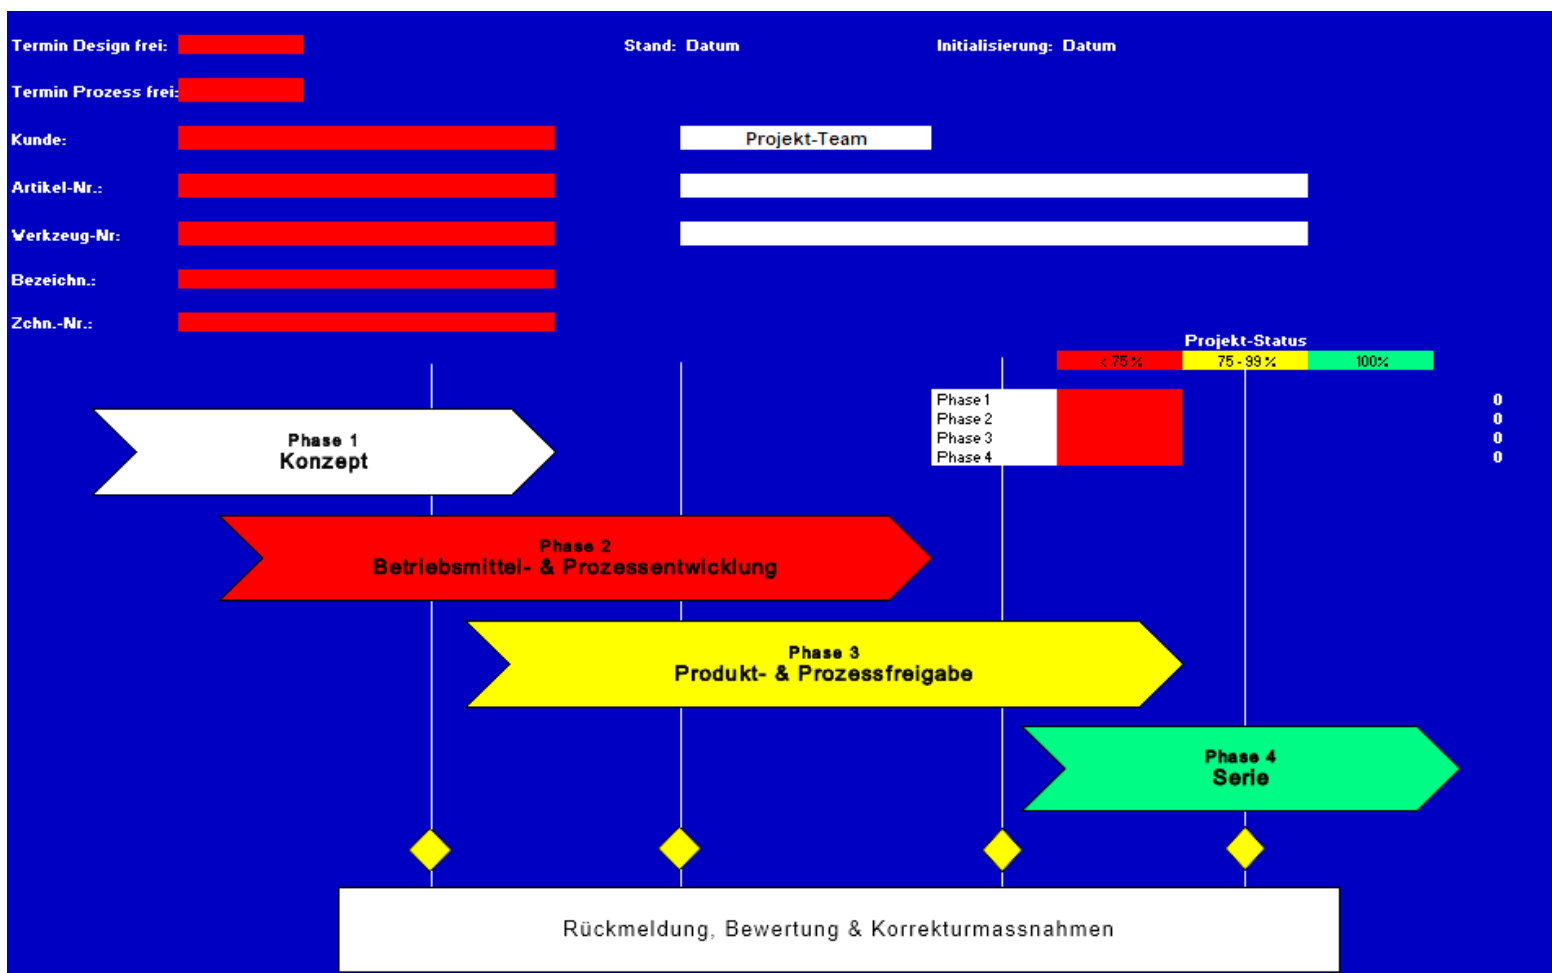 Termin Design frei:
Stand: Datum
Initialisierung: Datum
Termin Prozess frei:
Kunde:
Projekt-Team
Artikel-Nr.:
Werkzeug-Nr:
Bezeichn.:
Zchn.-Nr.:
Projekt-Status
< 75% 75 - 99% 100%
Phase 1 0
Phase 2 0
Phase 3 0
Phase 4 0
Phase 1
Konzept
Phase 2
Betriebsmittel- & Prozessentwicklung
Phase 3
Produkt- & Prozessfreigabe
Phase 4
Serie
Rückmeldung, Bewertung & Korrekturmassnahmen